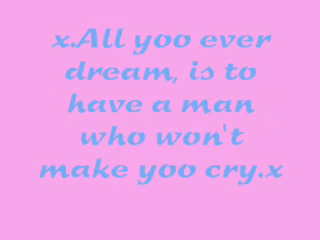 x.All yoo ever
dream, is to
have a man
who won't
make yoo cry.x